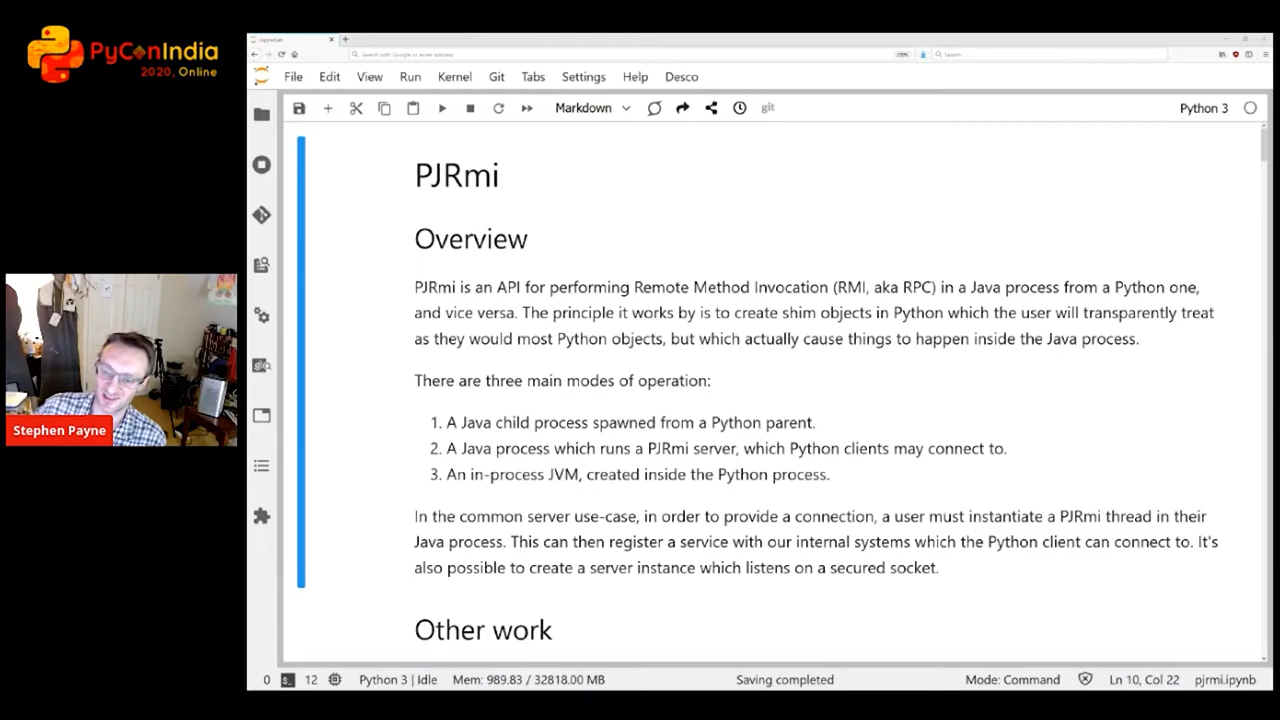 PyConIndia
2020, Online
File Edit View Run Kernel Git Tabs Settings Help Desco
Markdown
git
Python 3
PJRmi
Overview
PJRmi is an API for performing Remote Method Invocation (RMI, aka RPC) in a Java process from a Python one,
and vice versa. The principle it works by is to create shim objects in Python which the user will transparently treat
as they would most Python objects, but which actually cause things to happen inside the Java process.
There are three main modes of operation:
1. A Java child process spawned from a Python parent.
2. A Java process which runs a PJRmi server, which Python clients may connect to.
3. An in-process JVM, created inside the Python process.
In the common server use-case, in order to provide a connection, a user must instantiate a PJRmi thread in their
Java process. This can then register a service with our internal systems which the Python client can connect to. It's
also possible to create a server instance which listens on a secured socket.
Other work
Stephen Payne
0 12 Python 3 | Idle Mem: 989.83 / 32818.00 MB Saving completed Mode: Command Ln 10, Col 22 pjrmi.ipynb